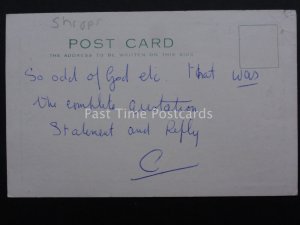 Shrops
POST CARD
THE ADDRESS TO BE WRITTEN ON THIS SIDE
So odd of God etc. That was
the complete quotation
Past Time Postcards
Statement and Reply
C